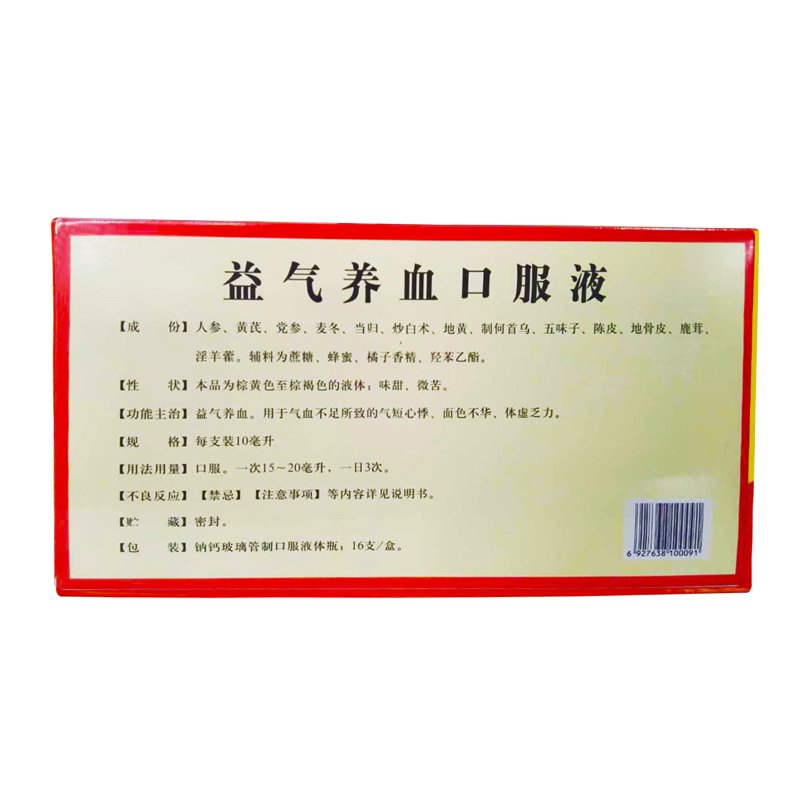 益气养血口服液
【成 份】人参、黄芪、党参、麦冬、当归、炒白术、地黄、制何首乌、五味子、陈皮、地骨皮、鹿茸、
淫羊藿。辅料为蔗糖、蜂蜜、橘子香精、羟苯乙酯。
【性 状】本品为棕黄色至棕褐色的液体；味甜、微苦。
【功能主治】益气养血。用于气血不足所致的气短心悸、面色不华、体虚乏力。
【规 格】每支装10毫升
【用法用量】口服。一次15～20毫升，一日3次。
【不良反应】【禁忌】【注意事项】等内容详见说明书。
【贮 藏】密封。
【包 装】钠钙玻璃管制口服液体瓶；16支/盒。
6 927638 100091